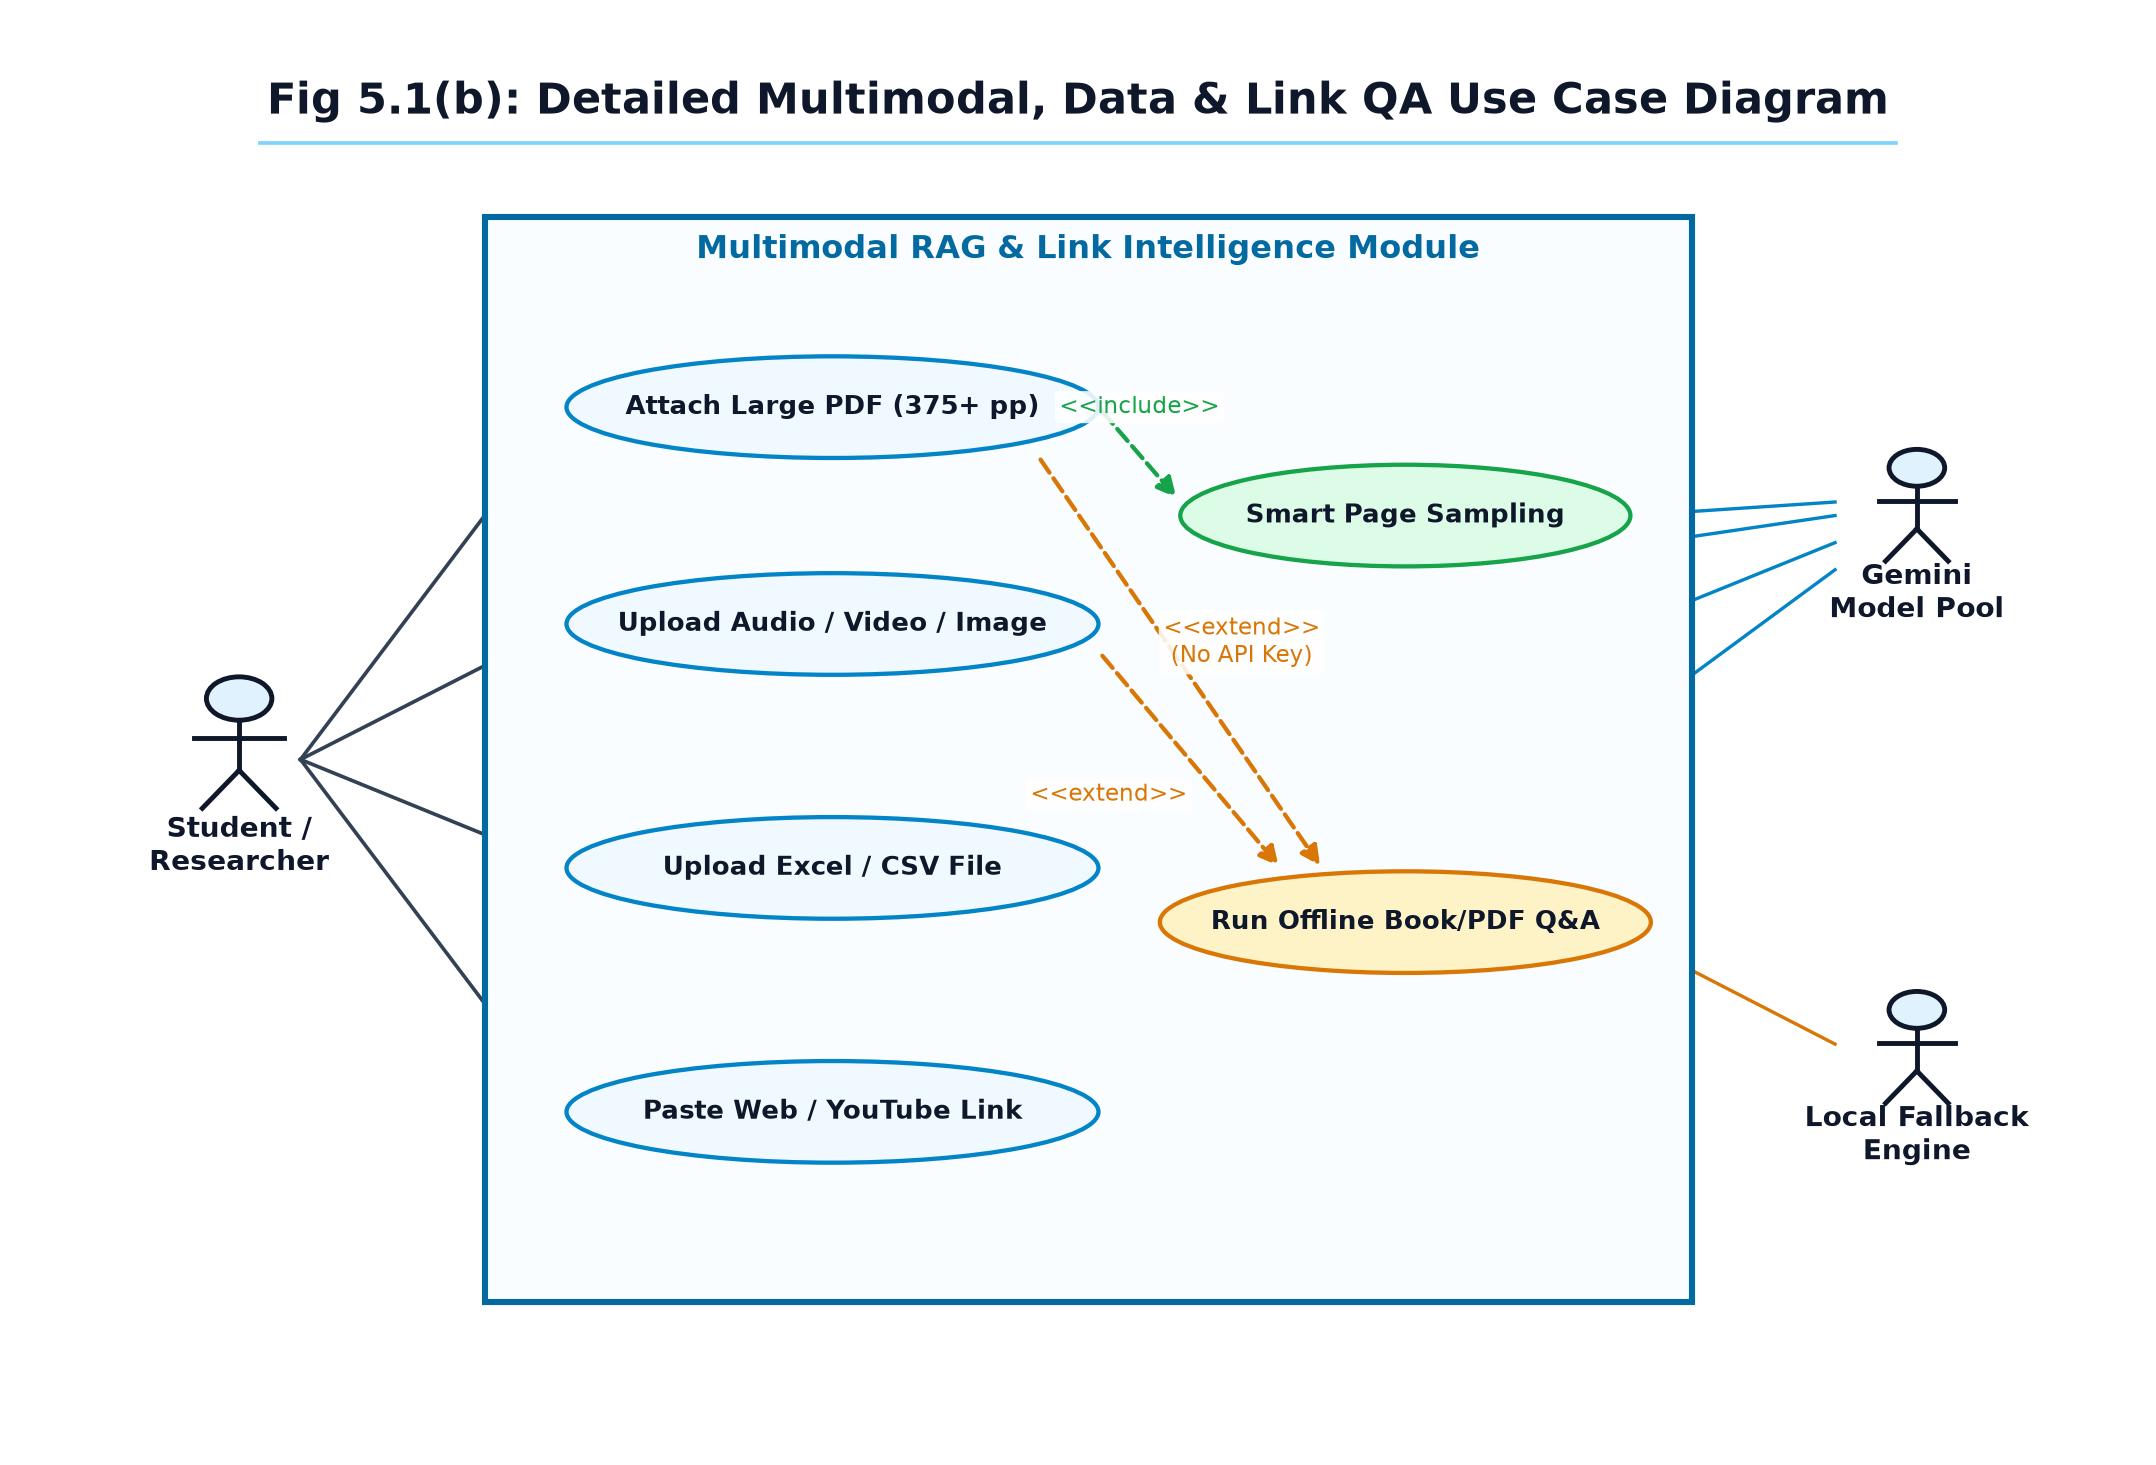 Fig 5.1(b): Detailed Multimodal, Data & Link QA Use Case Diagram
Multimodal RAG & Link Intelligence Module
Attach Large PDF (375+ pp)
<<include>>
Smart Page Sampling
Gemini
Model Pool
Upload Audio / Video / Image
<<extend>>
(No API Key)
Student /
Researcher
<<extend>>
Upload Excel / CSV File
Run Offline Book/PDF Q&A
Paste Web / YouTube Link
Local Fallback
Engine